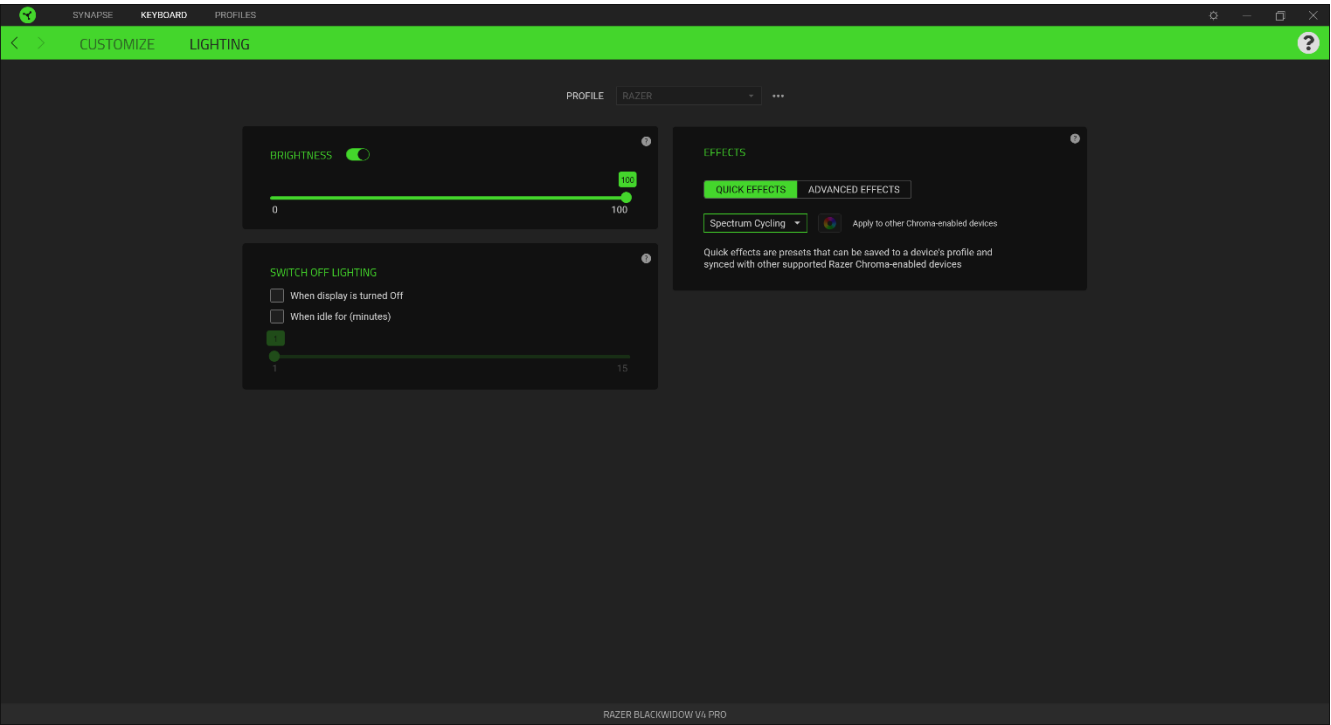 SYNAPSE KEYBOARD PROFILES
CUSTOMIZE LIGHTING
?
PROFILE RAZER
BRIGHTNESS
?
100
0 100
SWITCH OFF LIGHTING
?
When display is turned Off
When idle for (minutes)
1
1 15
EFFECTS
?
QUICK EFFECTS ADVANCED EFFECTS
Spectrum Cycling Apply to other Chroma-enabled devices
Quick effects are presets that can be saved to a device's profile and
synced with other supported Razer Chroma-enabled devices
RAZER BLACKWIDOW V4 PRO